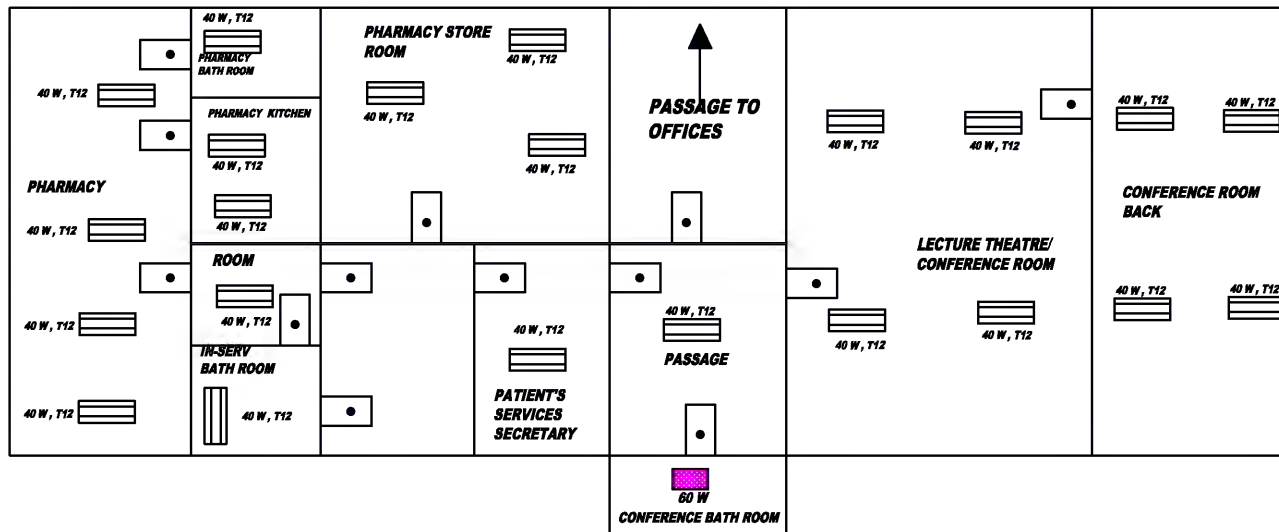 40 W, T12
PHARMACY
BATH ROOM
40 W, T12
PHARMACY
40 W, T12
40 W, T12
40 W, T12
PHARMACY KITCHEN
40 W, T12
40 W, T12
ROOM
40 W, T12
IN-SERV
BATH ROOM
40 W, T12
PHARMACY STORE
ROOM
40 W, T12
40 W, T12
40 W, T12
PATIENT'S
SERVICES
SECRETARY
40 W, T12
PASSAGE TO
OFFICES
40 W, T12
PASSAGE
60 W
CONFERENCE BATH ROOM
40 W, T12
40 W, T12
LECTURE THEATRE/
CONFERENCE ROOM
40 W, T12
40 W, T12
40 W, T12
40 W, T12
CONFERENCE ROOM
BACK
40 W, T12
40 W, T12